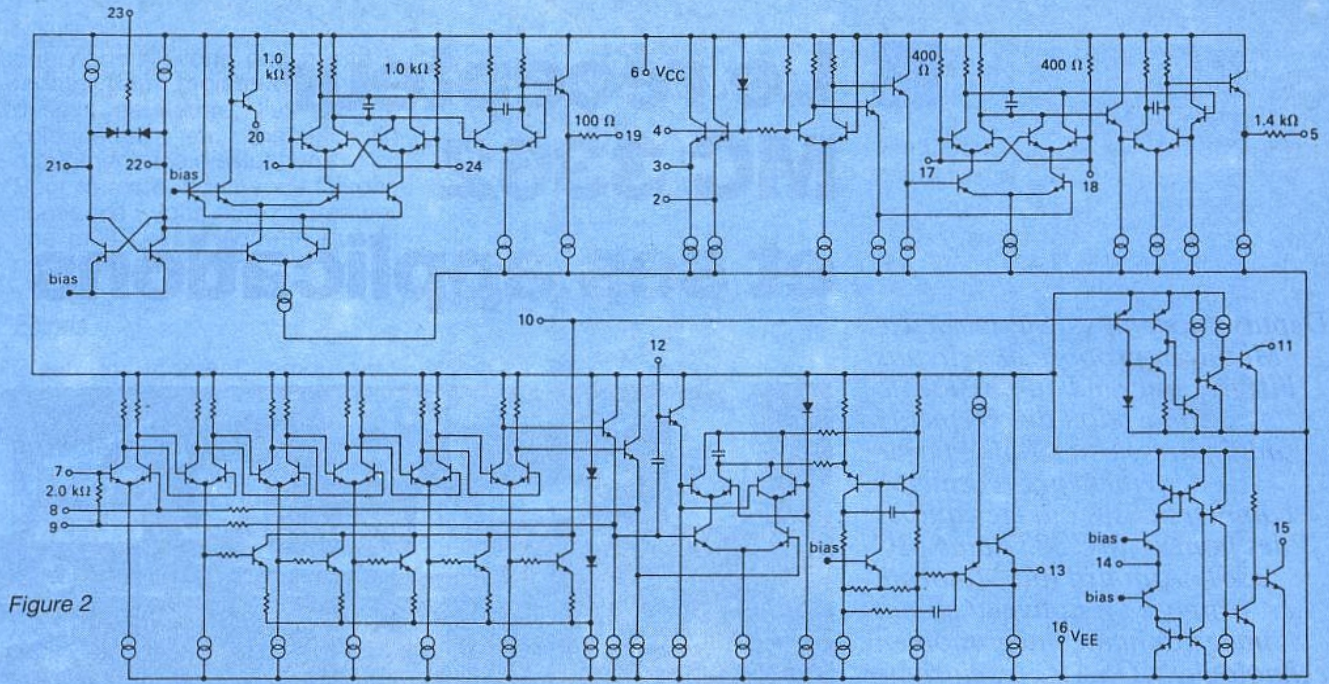 23
1.0 kΩ
1.0 kΩ
6 VCC
400 Ω
400 Ω
20
100 Ω
19
4
1.4 kΩ
5
21
22
1
24
3
17
18
bias
2
bias
10
12
11
7
2.0 kΩ
8
9
bias
13
bias
14
15
bias
Figure 2
16 VEE